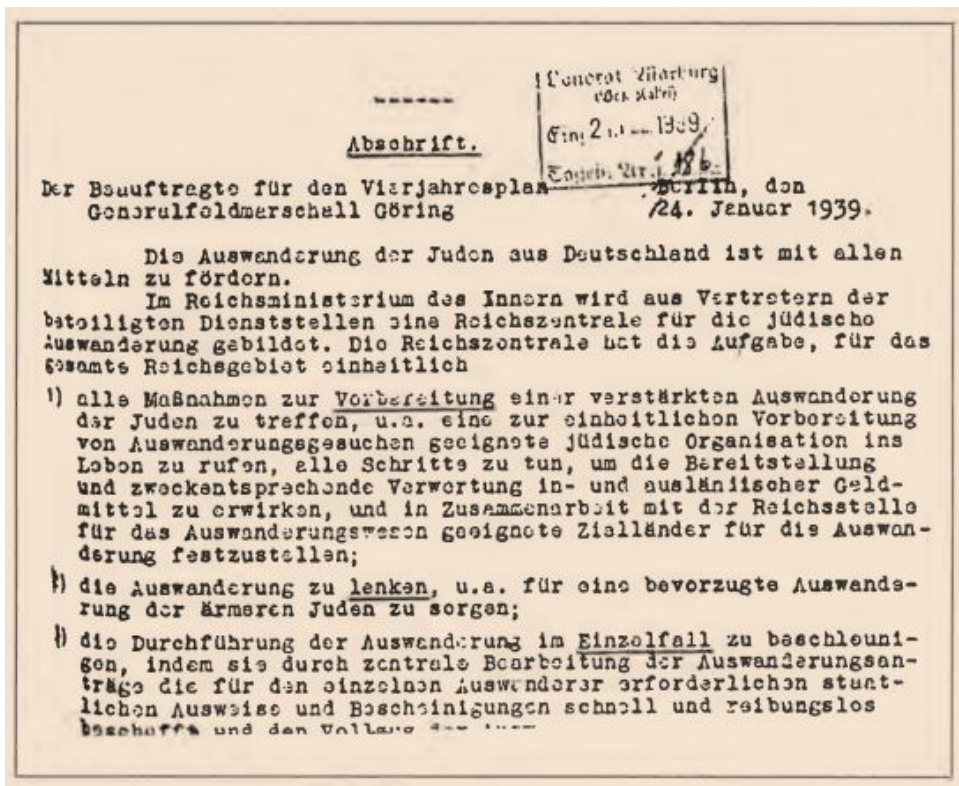 Abschrift.
Eing. 2 1939
Tageb. Nr. 186
Der Beauftragte für den Vierjahresplan
Generalfeldmarschall Göring
Berlin, den
24. Januar 1939.
Die Auswanderung der Juden aus Deutschland ist mit allen
Mitteln zu fördern.
Im Reichsministerium des Innern wird aus Vertretern der
beteiligten Dienststellen eine Reichszentrale für die jüdische
Auswanderung gebildet. Die Reichszentrale hat die Aufgabe, für das
gesamte Reichsgebiet einheitlich
1) alle Maßnahmen zur Vorbereitung einer verstärkten Auswanderung
der Juden zu treffen, u.a. eine zur einheitlichen Vorbereitung
von Auswanderungsgesuchen geeignete jüdische Organisation ins
Leben zu rufen, alle Schritte zu tun, um die Bereitstellung
und zweckentsprechende Verwertung in- und ausländischer Geld-
mittel zu erwirken, und in Zusammenarbeit mit der Reichsstelle
für das Auswanderungswesen geeignete Zielländer für die Auswan-
derung festzustellen;
die Auswanderung zu lenken, u.a. für eine bevorzugte Auswande-
rung der ärmeren Juden zu sorgen;
die Durchführung der Auswanderung im Einzelfall zu beschleuni-
gen, indem sie durch zentrale Bearbeitung der Auswanderungsan-
träge die für den einzelnen Auswanderer erforderlichen staat-
lichen Ausweise und Bescheinigungen schnell und reibungslos
beschafft und den Vollzug der